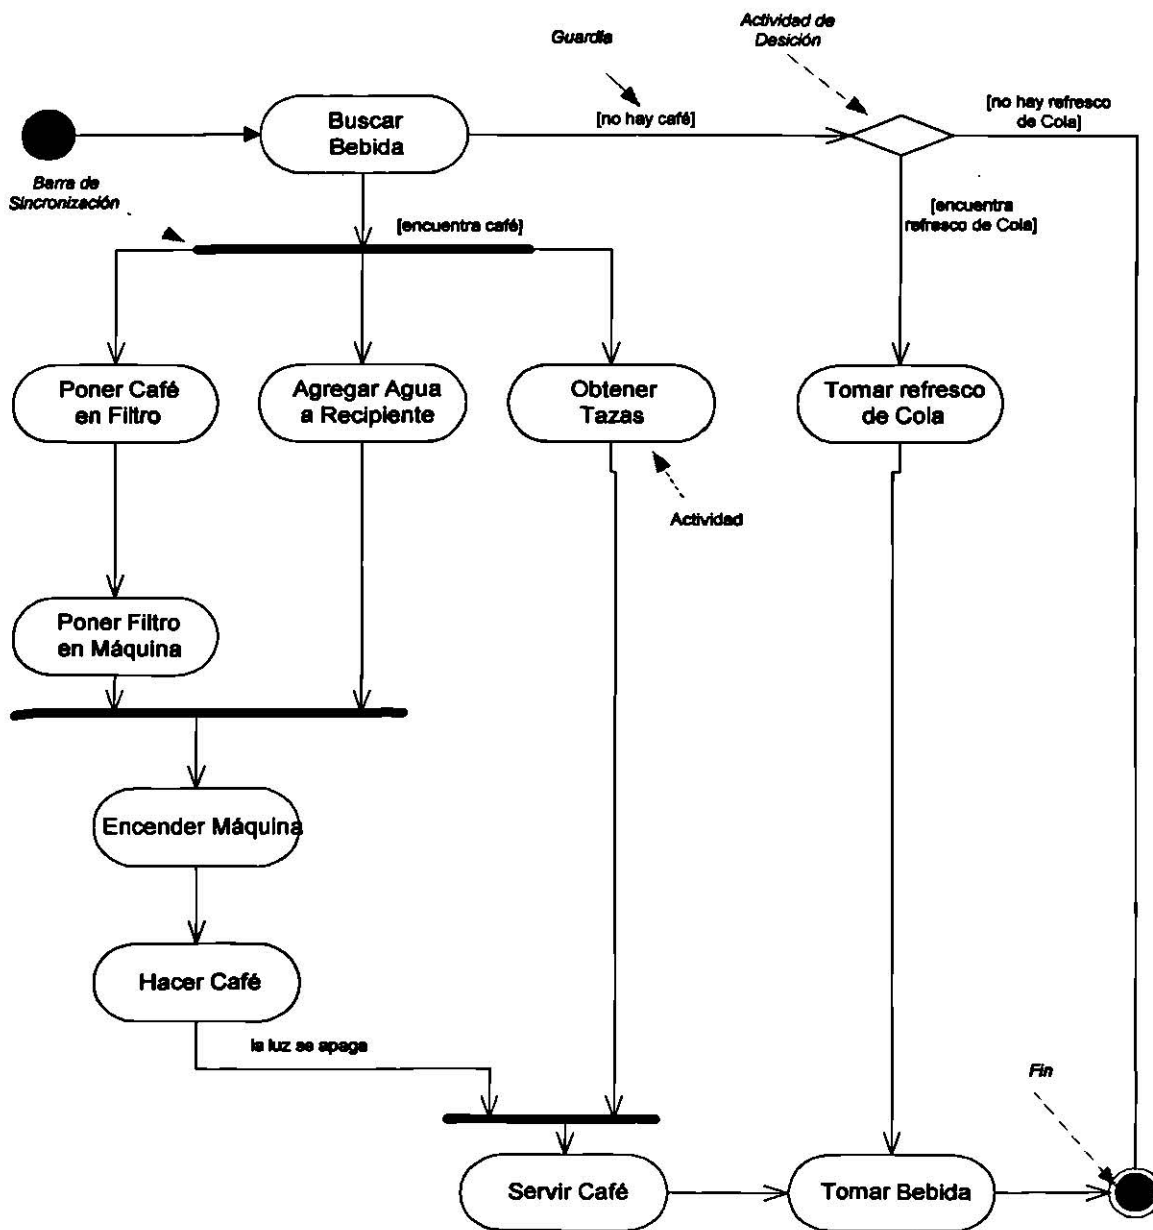 Guardia
Actividad de
Desición
[no hay café]
[no hay refresco
de Cola]
Buscar
Bebida
Barra de
Sincronización
[encuentra café]
[encuentra
refresco de Cola]
Poner Café
en Filtro
Agregar Agua
a Recipiente
Obtener
Tazas
Tomar refresco
de Cola
Actividad
Poner Filtro
en Máquina
Encender Máquina
Hacer Café
la luz se apaga
Fin
Servir Café
Tomar Bebida